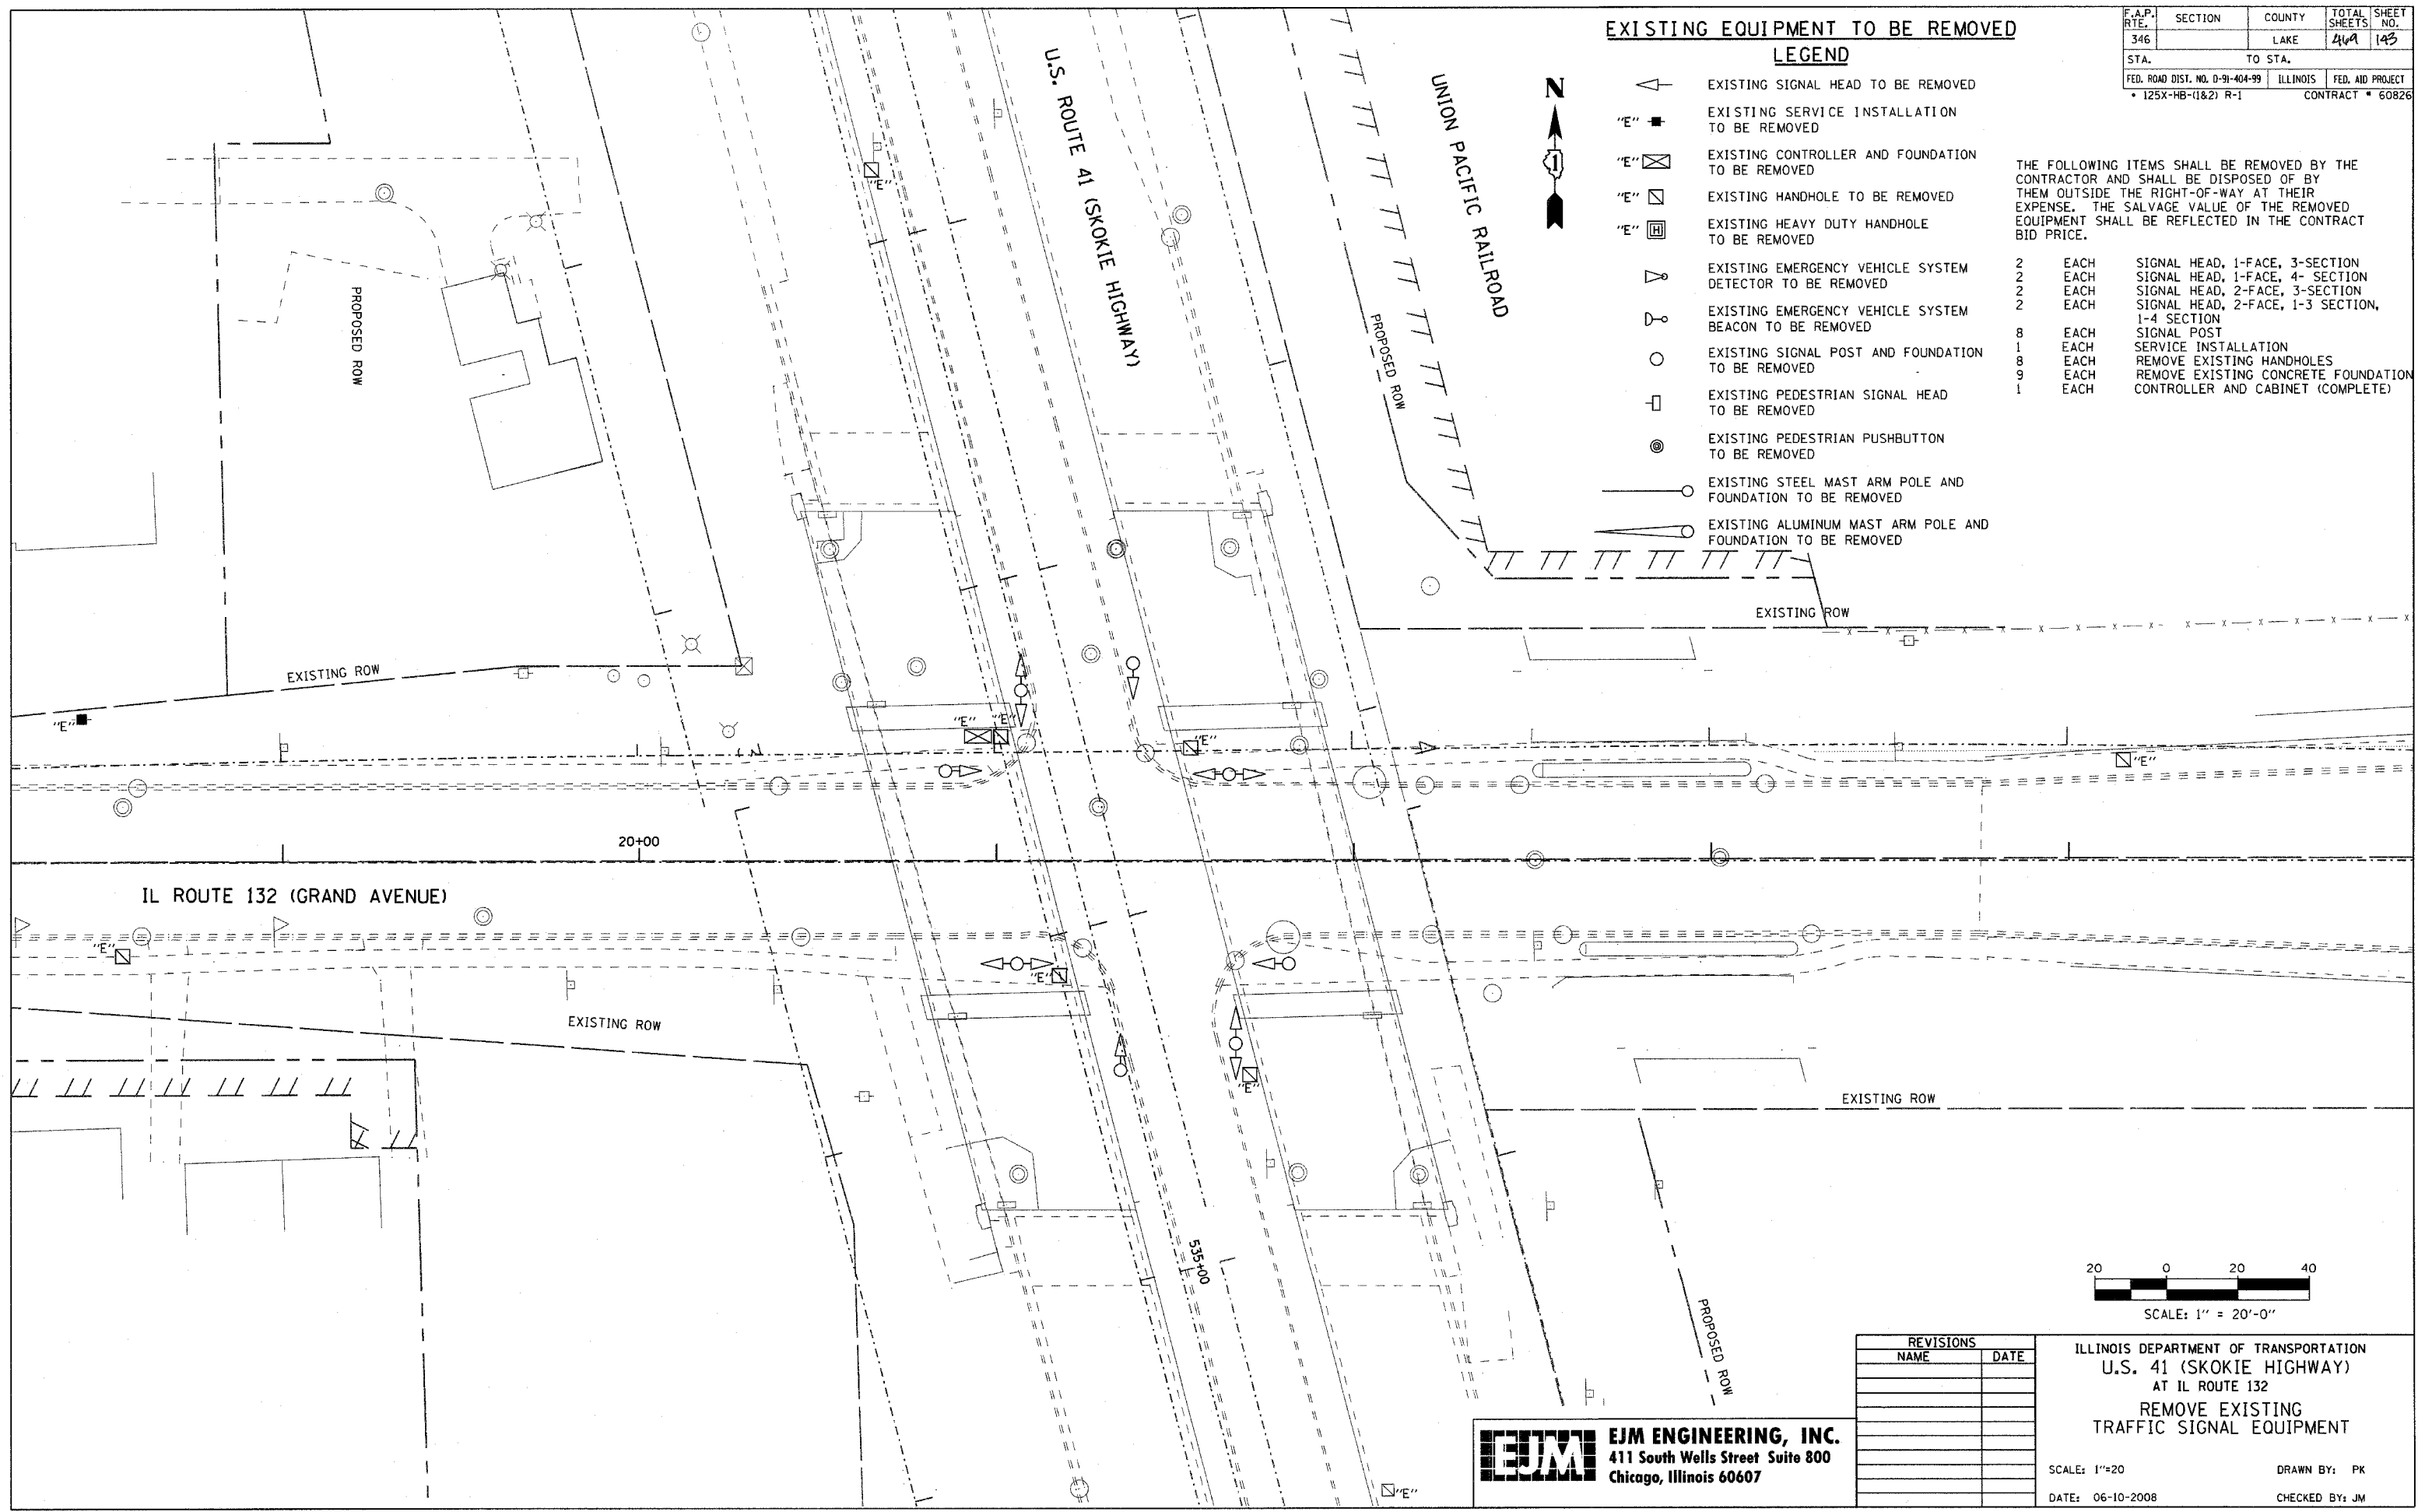 F.A.P. RTE. SECTION COUNTY TOTAL SHEETS SHEET NO.
346 LAKE 469 143
STA. TO STA.
FED. ROAD DIST. NO. D-91-404-99 ILLINOIS FED. AID PROJECT
* 125X-HB-(1&2) R-1 CONTRACT # 60826
EXISTING EQUIPMENT TO BE REMOVED
LEGEND
N
1
EXISTING SIGNAL HEAD TO BE REMOVED
"E" EXISTING SERVICE INSTALLATION
TO BE REMOVED
"E" EXISTING CONTROLLER AND FOUNDATION
TO BE REMOVED
"E" EXISTING HANDHOLE TO BE REMOVED
"E" H EXISTING HEAVY DUTY HANDHOLE
TO BE REMOVED
EXISTING EMERGENCY VEHICLE SYSTEM
DETECTOR TO BE REMOVED
EXISTING EMERGENCY VEHICLE SYSTEM
BEACON TO BE REMOVED
EXISTING SIGNAL POST AND FOUNDATION
TO BE REMOVED
EXISTING PEDESTRIAN SIGNAL HEAD
TO BE REMOVED
EXISTING PEDESTRIAN PUSHBUTTON
TO BE REMOVED
EXISTING STEEL MAST ARM POLE AND
FOUNDATION TO BE REMOVED
EXISTING ALUMINUM MAST ARM POLE AND
FOUNDATION TO BE REMOVED
THE FOLLOWING ITEMS SHALL BE REMOVED BY THE
CONTRACTOR AND SHALL BE DISPOSED OF BY
THEM OUTSIDE THE RIGHT-OF-WAY AT THEIR
EXPENSE. THE SALVAGE VALUE OF THE REMOVED
EQUIPMENT SHALL BE REFLECTED IN THE CONTRACT
BID PRICE.
2 EACH SIGNAL HEAD, 1-FACE, 3-SECTION
2 EACH SIGNAL HEAD, 1-FACE, 4- SECTION
2 EACH SIGNAL HEAD, 2-FACE, 3-SECTION
2 EACH SIGNAL HEAD, 2-FACE, 1-3 SECTION,
1-4 SECTION
8 EACH SIGNAL POST
1 EACH SERVICE INSTALLATION
8 EACH REMOVE EXISTING HANDHOLES
9 EACH REMOVE EXISTING CONCRETE FOUNDATION
1 EACH CONTROLLER AND CABINET (COMPLETE)
U.S. ROUTE 41 (SKOKIE HIGHWAY)
UNION PACIFIC RAILROAD
"E"
PROPOSED ROW
PROPOSED ROW
EXISTING ROW
EXISTING ROW
"E"
"E" "E"
"E"
"E"
20+00
IL ROUTE 132 (GRAND AVENUE)
"E"
"E"
EXISTING ROW
"E"
EXISTING ROW
535+00
PROPOSED ROW
"E"
20 0 20 40
SCALE: 1" = 20'-0"
REVISIONS
NAME DATE
ILLINOIS DEPARTMENT OF TRANSPORTATION
U.S. 41 (SKOKIE HIGHWAY)
AT IL ROUTE 132
REMOVE EXISTING
TRAFFIC SIGNAL EQUIPMENT
SCALE: 1"=20 DRAWN BY: PK
DATE: 06-10-2008 CHECKED BY: JM
EJM
EJM ENGINEERING, INC.
411 South Wells Street Suite 800
Chicago, Illinois 60607